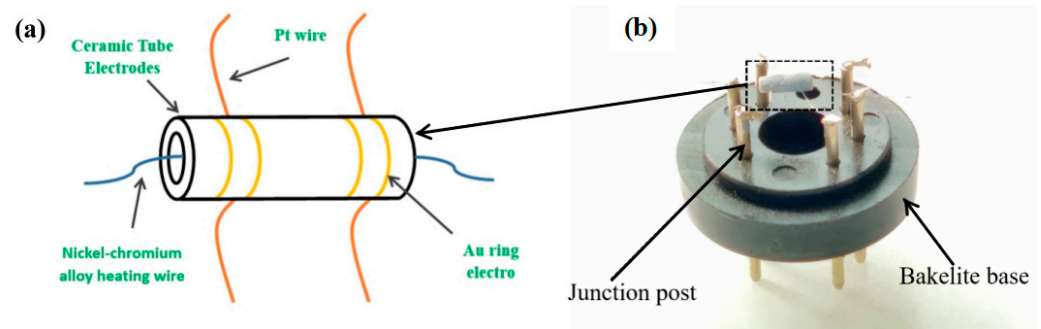 (a)
Ceramic Tube
Electrodes
Pt wire
Nickel-chromium
alloy heating wire
Au ring
electro
(b)
Junction post
Bakelite base